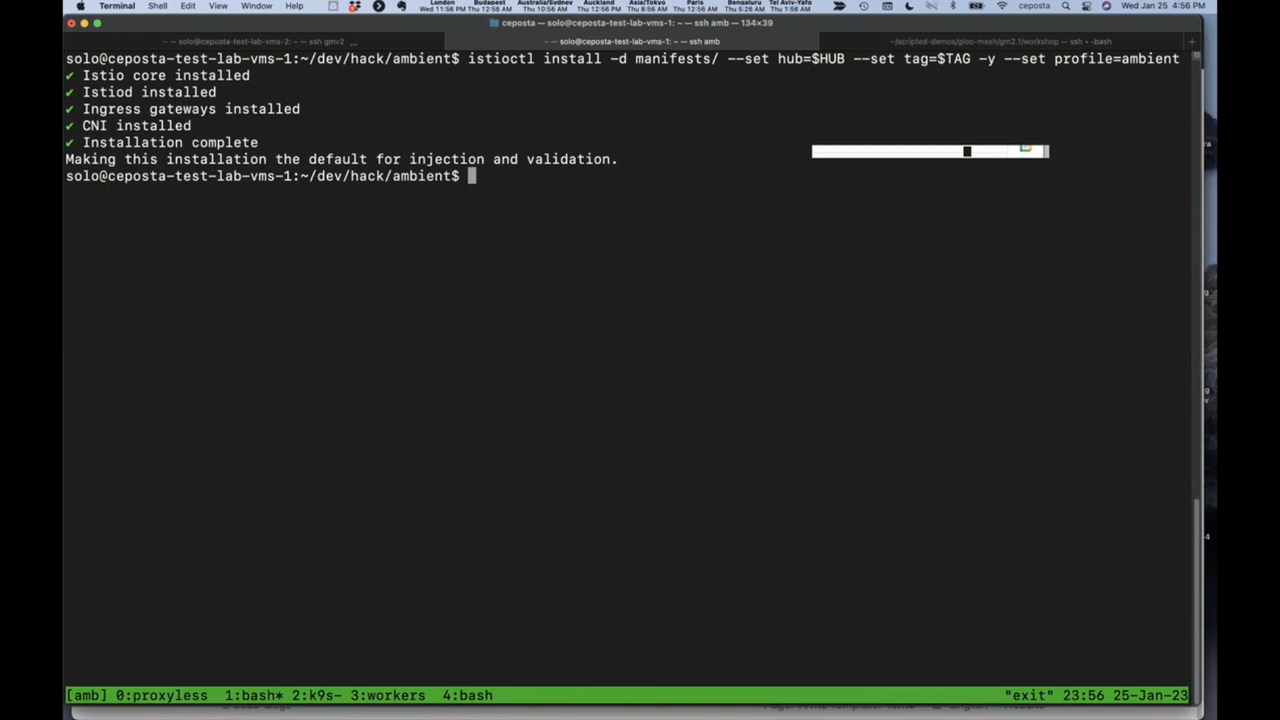 London Budapest Australia/Sydney Auckland Asia/Tokyo Paris Bengaluru Tel Aviv-Yafo
Terminal Shell Edit View Window Help Wed 11:56 PM Thu 12:56 AM Thu 10:56 AM Thu 12:56 PM Thu 8:56 AM Thu 12:56 AM Thu 5:26 AM Thu 1:56 AM ceposta Wed Jan 25 4:56 PM
ceposta — solo@ceposta-test-lab-vms-1: ~ — ssh amb — 134×39
~ — solo@ceposta-test-lab-vms-2: ~ — ssh gmv2 ... ~ — solo@ceposta-test-lab-vms-1: ~ — ssh amb ~/scripted-demos/gloo-mesh/gm2.1/workshop — ssh • -bash +
solo@ceposta-test-lab-vms-1:~/dev/hack/ambient$ istioctl install -d manifests/ --set hub=$HUB --set tag=$TAG -y --set profile=ambient
✔ Istio core installed
✔ Istiod installed
✔ Ingress gateways installed
✔ CNI installed
✔ Installation complete
Making this installation the default for injection and validation.
solo@ceposta-test-lab-vms-1:~/dev/hack/ambient$
[amb] 0:proxyless 1:bash* 2:k9s- 3:workers 4:bash "exit" 23:56 25-Jan-23